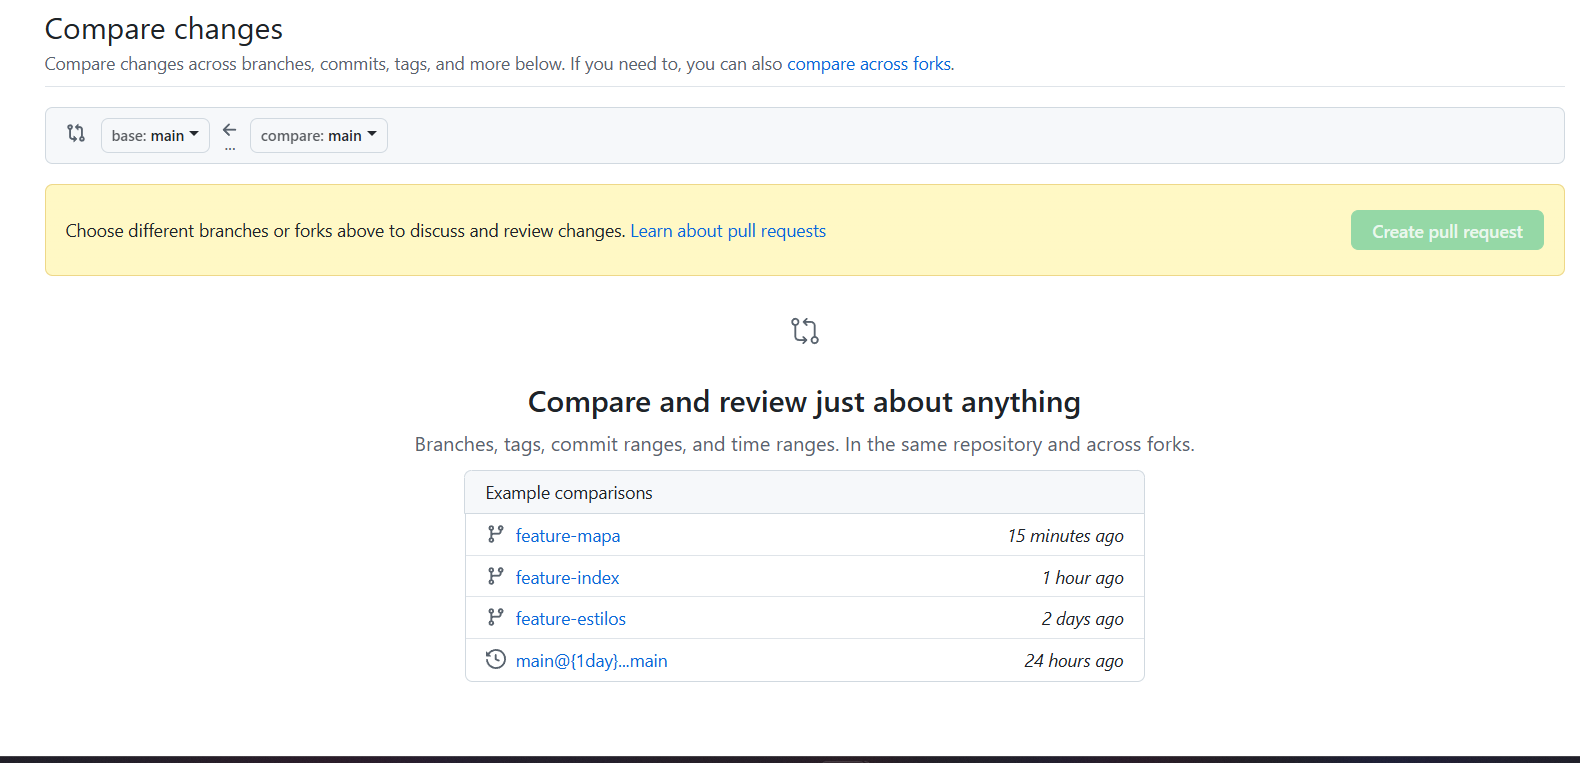 Compare changes
Compare changes across branches, commits, tags, and more below. If you need to, you can also compare across forks.
base: main
...
compare: main
Choose different branches or forks above to discuss and review changes. Learn about pull requests
Create pull request
Compare and review just about anything
Branches, tags, commit ranges, and time ranges. In the same repository and across forks.
Example comparisons
feature-mapa 15 minutes ago
feature-index 1 hour ago
feature-estilos 2 days ago
main@{1day}...main 24 hours ago